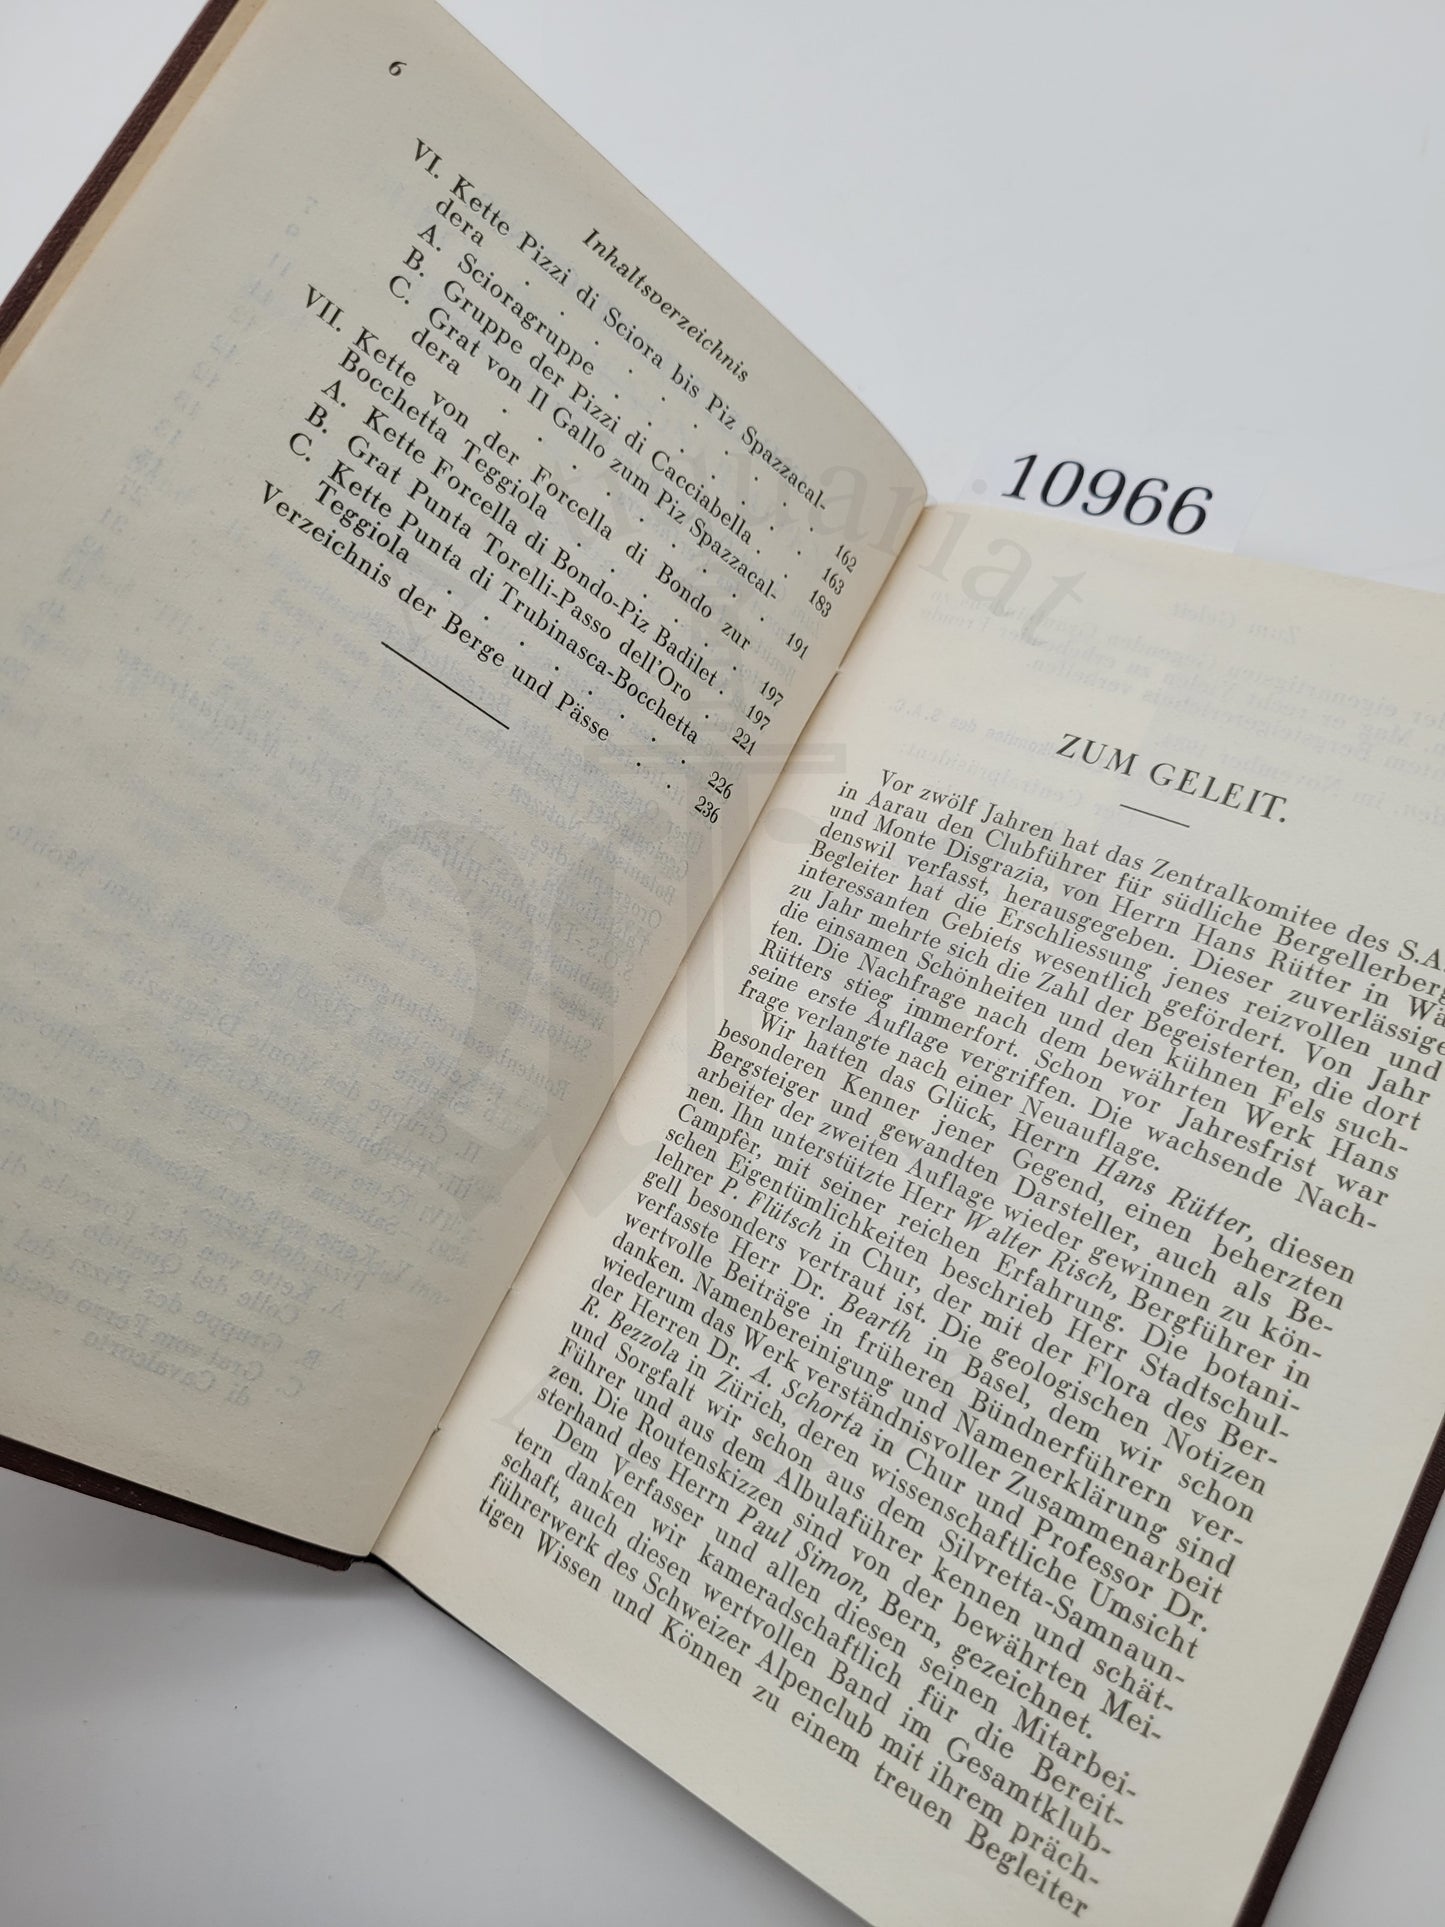 6
Inhaltsverzeichnis
VI. Kette Pizzi di Sciora bis Piz Spazzacal-
dera . . . . . . . . . 162
A. Scioragruppe . . . . . . . 163
B. Gruppe der Pizzi di Cacciabella . . . 183
C. Grat von Il Gallo zum Piz Spazzacal-
dera . . . . . . . . . 191
VII. Kette von der Forcella di Bondo zur
Bocchetta Teggiola . . . . . . 197
A. Kette Forcella di Bondo-Piz Badilet . 197
B. Grat Punta Torelli-Passo dell'Oro . 221
C. Kette Punta di Trubinasca-Bocchetta
Teggiola . . . . . . . . 226
Verzeichnis der Berge und Pässe . . . 236
10966
ZUM GELEIT.
Vor zwölf Jahren hat das Zentralkomitee des S.A.
in Aarau den Clubführer für südliche Bergellerberg
und Monte Disgrazia, von Herrn Hans Rütter in Wä
denswil verfasst, herausgegeben. Dieser zuverlässige
Begleiter hat die Erschliessung jenes reizvollen und
interessanten Gebiets wesentlich gefördert. Von Jahr
zu Jahr mehrte sich die Zahl der Begeisterten, die dort
die einsamen Schönheiten und den kühnen Fels such-
ten. Die Nachfrage nach dem bewährten Werk Hans
Rütters stieg immerfort. Schon vor Jahresfrist war
seine erste Auflage vergriffen. Die wachsende Nach-
frage verlangte nach einer Neuauflage.
Wir hatten das Glück, Herrn Hans Rütter, diesen
besonderen Kenner jener Gegend, einen beherzten
Bergsteiger und gewandten Darsteller, auch als Be-
arbeiter der zweiten Auflage wieder gewinnen zu kön-
nen. Ihn unterstützte Herr Walter Risch, Bergführer in
Campfèr, mit seiner reichen Erfahrung. Die botani-
schen Eigentümlichkeiten beschrieb Herr Stadtschul-
lehrer P. Flütsch in Chur, der mit der Flora des Ber-
gell besonders vertraut ist. Die geologischen Notizen
verfasste Herr Dr. Bearth in Basel, dem wir schon
wertvolle Beiträge in früheren Bündnerführern ver-
danken. Namenbereinigung und Namenerklärung sind
wiederum das Werk verständnisvoller Zusammenarbeit
der Herren Dr. A. Schorta in Chur und Professor Dr.
R. Bezzola in Zürich, deren wissenschaftliche Umsicht
und Sorgfalt wir schon aus dem Silvretta-Samnaun-
Führer und aus dem Albulaführer kennen und schät-
zen. Die Routenskizzen sind von der bewährten Mei-
sterhand des Herrn Paul Simon, Bern, gezeichnet.
Dem Verfasser und allen diesen seinen Mitarbei-
tern danken wir kameradschaftlich für die Bereit-
schaft, auch diesen wertvollen Band im Gesamtklub-
führerwerk des Schweizer Alpenclub mit ihrem präch-
tigen Wissen und Können zu einem treuen Begleiter